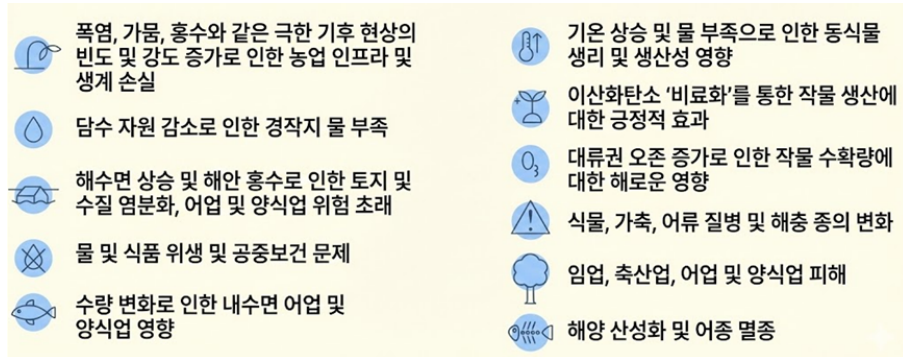 폭염, 가뭄, 홍수와 같은 극한 기후 현상의
빈도 및 강도 증가로 인한 농업 인프라 및
생계 손실
담수 자원 감소로 인한 경작지 물 부족
해수면 상승 및 해안 홍수로 인한 토지 및
수질 염분화, 어업 및 양식업 위험 초래
물 및 식품 위생 및 공중보건 문제
수량 변화로 인한 내수면 어업 및
양식업 영향
기온 상승 및 물 부족으로 인한 동식물
생리 및 생산성 영향
이산화탄소 ‘비료화’를 통한 작물 생산에
대한 긍정적 효과
O₃
대류권 오존 증가로 인한 작물 수확량에
대한 해로운 영향
식물, 가축, 어류 질병 및 해충 종의 변화
임업, 축산업, 어업 및 양식업 피해
해양 산성화 및 어종 멸종